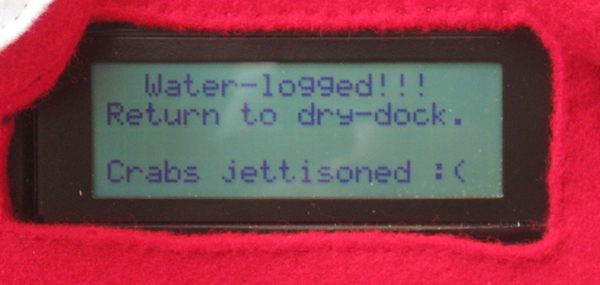 Water-logged!!!
Return to dry-dock.
Crabs jettisoned :(